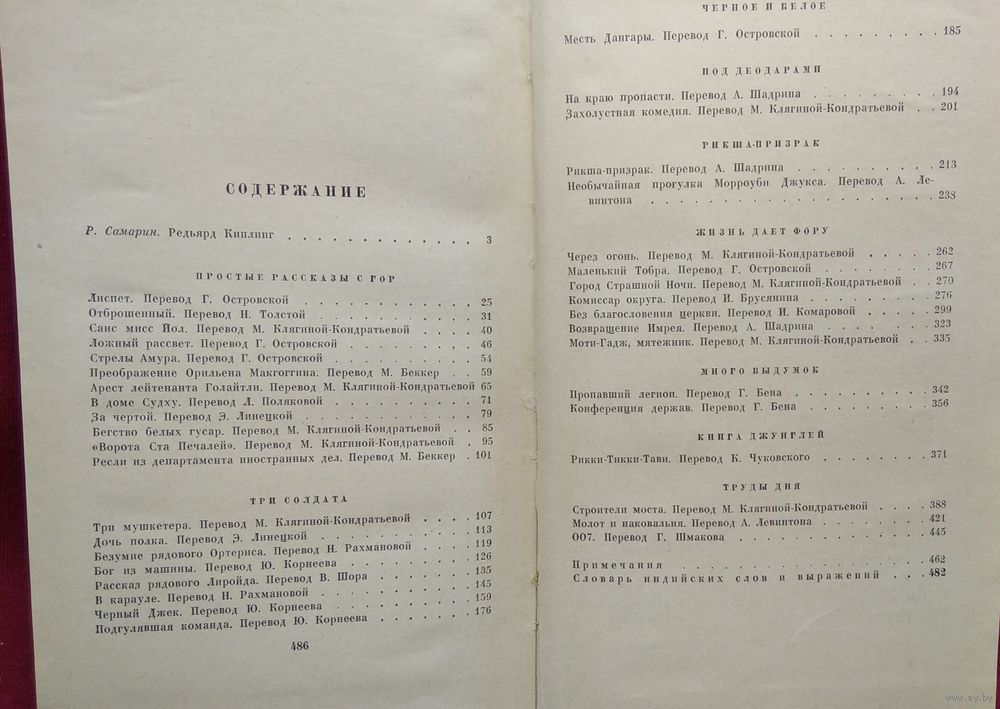 СОДЕРЖАНИЕ
Р. Самарин. Редьярд Киплинг . . . . . . . . . . . . . 3
ПРОСТЫЕ РАССКАЗЫ С ГОР
Лиспет. Перевод Г. Островской . . . . . . . . . . . . 25
Отброшенный. Перевод Н. Толстой . . . . . . . . . . 31
Саис мисс Йол. Перевод М. Клягиной-Кондратьевой . . . . 40
Ложный рассвет. Перевод Г. Островской . . . . . . . . 46
Стрелы Амура. Перевод Г. Островской . . . . . . . . . 54
Преображение Орильена Макгоггина. Перевод М. Беккер . . 59
Арест лейтенанта Голайтли. Перевод М. Клягиной-Кондратьевой 65
В доме Судху. Перевод Л. Поляковой . . . . . . . . . 71
За чертой. Перевод Э. Линецкой . . . . . . . . . . . 79
Бегство белых гусар. Перевод М. Клягиной-Кондратьевой . . 85
«Ворота Ста Печалей». Перевод М. Клягиной-Кондратьевой . 95
Ресли из департамента иностранных дел. Перевод М. Беккер . 101
ТРИ СОЛДАТА
Три мушкетера. Перевод М. Клягиной-Кондратьевой . . . . 107
Дочь полка. Перевод Э. Линецкой . . . . . . . . . . 113
Безумие рядового Ортериса. Перевод Н. Рахмановой . . . . 119
Бог из машины. Перевод Ю. Корнеева . . . . . . . . . 126
Рассказ рядового Лиройда. Перевод В. Шора . . . . . . 135
В карауле. Перевод Н. Рахмановой . . . . . . . . . . 145
Черный Джек. Перевод Ю. Корнеева . . . . . . . . . 159
Подгулявшая команда. Перевод Ю. Корнеева . . . . . . 176
486
ЧЕРНОЕ И БЕЛОЕ
Месть Дангары. Перевод Г. Островской . . . . . . . . . 185
ПОД ДЕОДАРАМИ
На краю пропасти. Перевод А. Шадрина . . . . . . . . 194
Захолустная комедия. Перевод М. Клягиной-Кондратьевой . . 201
РИКША-ПРИЗРАК
Рикша-призрак. Перевод А. Шадрина . . . . . . . . . . 213
Необычайная прогулка Морроуби Джукса. Перевод А. Ле-
винтона . . . . . . . . . . . . . . . . . . . 238
ЖИЗНЬ ДАЕТ ФОРУ
Через огонь. Перевод М. Клягиной-Кондратьевой . . . . . 262
Маленький Тобра. Перевод Г. Островской . . . . . . . 267
Город Страшной Ночи. Перевод М. Клягиной-Кондратьевой . . 270
Комиссар округа. Перевод И. Брусянина . . . . . . . . 276
Без благословения церкви. Перевод И. Комаровой . . . . . 299
Возвращение Имрея. Перевод А. Шадрина . . . . . . . 323
Моти-Гадж, мятежник. Перевод М. Клягиной-Кондратьевой . . 335
МНОГО ВЫДУМОК
Пропавший легион. Перевод Г. Бена . . . . . . . . . . 342
Конференция держав. Перевод Г. Бена . . . . . . . . . 356
КНИГА ДЖУНГЛЕЙ
Рикки-Тикки-Тави. Перевод К. Чуковского . . . . . . . . 371
ТРУДЫ ДНЯ
Строители моста. Перевод М. Клягиной-Кондратьевой . . . . 388
Молот и наковальня. Перевод А. Левинтона . . . . . . . 421
007. Перевод Г. Шмакова . . . . . . . . . . . . . 445
Примечания . . . . . . . . . . . . . . . . . 462
Словарь индийских слов и выражений . . . 482
www.ay.by